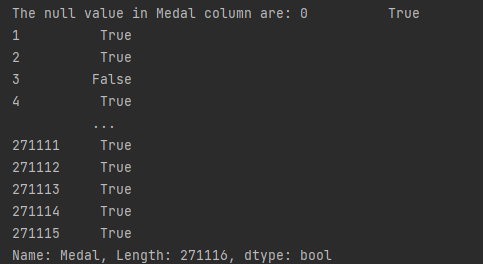 The null value in Medal column are: 0          True
1          True
2          True
3         False
4          True
          ...
271111     True
271112     True
271113     True
271114     True
271115     True
Name: Medal, Length: 271116, dtype: bool